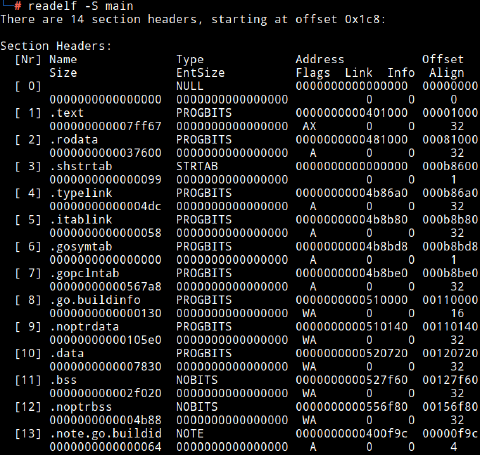 # readelf -S main
There are 14 section headers, starting at offset 0x1c8:
Section Headers:
[Nr] Name Type Address Offset
Size EntSize Flags Link Info Align
[ 0] NULL 0000000000000000 00000000
0000000000000000 0000000000000000 0 0 0
[ 1] .text PROGBITS 0000000000401000 00001000
000000000007ff67 0000000000000000 AX 0 0 32
[ 2] .rodata PROGBITS 0000000000481000 00081000
0000000000037600 0000000000000000 A 0 0 32
[ 3] .shstrtab STRTAB 0000000000000000 000b8600
0000000000000099 0000000000000000 0 0 1
[ 4] .typelink PROGBITS 00000000004b86a0 000b86a0
00000000000004dc 0000000000000000 A 0 0 32
[ 5] .itablink PROGBITS 00000000004b8b80 000b8b80
0000000000000058 0000000000000000 A 0 0 32
[ 6] .gosymtab PROGBITS 00000000004b8bd8 000b8bd8
0000000000000000 0000000000000000 A 0 0 1
[ 7] .gopclntab PROGBITS 00000000004b8be0 000b8be0
00000000000567a8 0000000000000000 A 0 0 32
[ 8] .go.buildinfo PROGBITS 0000000000510000 00110000
0000000000000130 0000000000000000 WA 0 0 16
[ 9] .noptrdata PROGBITS 0000000000510140 00110140
00000000000105e0 0000000000000000 WA 0 0 32
[10] .data PROGBITS 0000000000520720 00120720
0000000000007830 0000000000000000 WA 0 0 32
[11] .bss NOBITS 0000000000527f60 00127f60
000000000002f020 0000000000000000 WA 0 0 32
[12] .noptrbss NOBITS 0000000000556f80 00156f80
0000000000004b88 0000000000000000 WA 0 0 32
[13] .note.go.buildid NOTE 0000000000400f9c 00000f9c
0000000000000064 0000000000000000 A 0 0 4